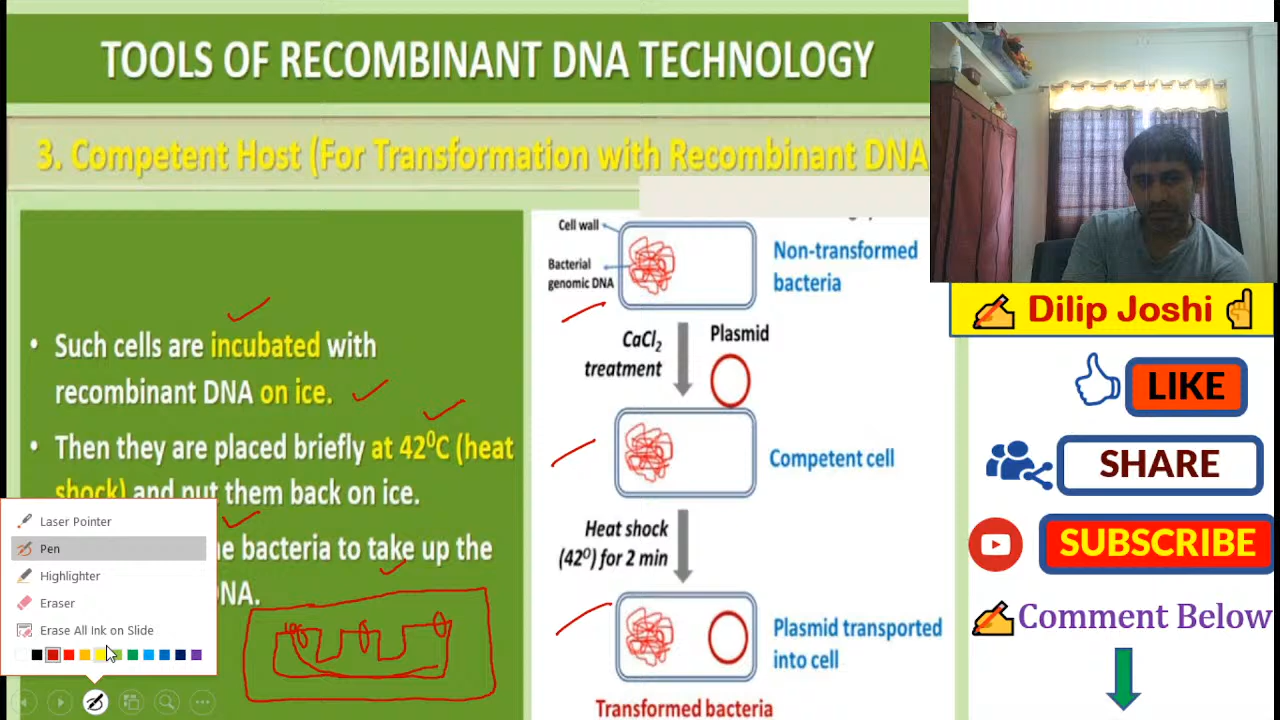 TOOLS OF RECOMBINANT DNA TECHNOLOGY
3. Competent Host (For Transformation with Recombinant DNA
Such cells are incubated with
recombinant DNA on ice.
Then they are placed briefly at 42⁰C (heat
shock) and put them back on ice.
bacteria to take up the
Laser Pointer
Pen
Highlighter
Eraser
Erase All Ink on Slide
Cell wall
Bacterial
genomic DNA
Non-transformed
bacteria
CaCl₂
treatment
Plasmid
Competent cell
Heat shock
(42⁰) for 2 min
Plasmid transported
into cell
Transformed bacteria
Dilip Joshi
LIKE
SHARE
SUBSCRIBE
Comment Below